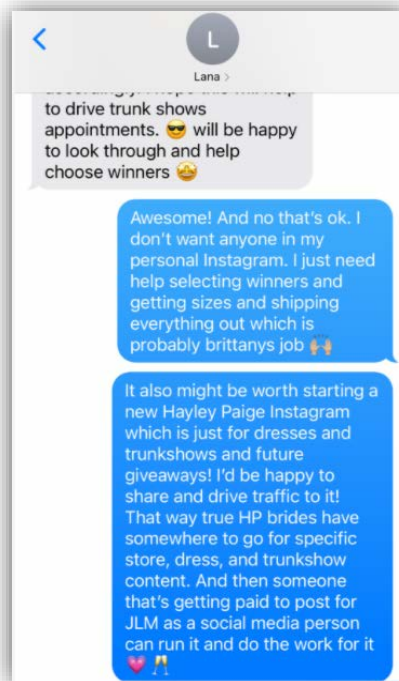 L
Lana >
to drive trunk shows
appointments. 😎 will be happy
to look through and help
choose winners 🤩
Awesome! And no that's ok. I
don't want anyone in my
personal Instagram. I just need
help selecting winners and
getting sizes and shipping
everything out which is
probably brittanys job 🙌🏼
It also might be worth starting a
new Hayley Paige Instagram
which is just for dresses and
trunkshows and future
giveaways! I'd be happy to
share and drive traffic to it!
That way true HP brides have
somewhere to go for specific
store, dress, and trunkshow
content. And then someone
that's getting paid to post for
JLM as a social media person
can run it and do the work for it
💗 🥂